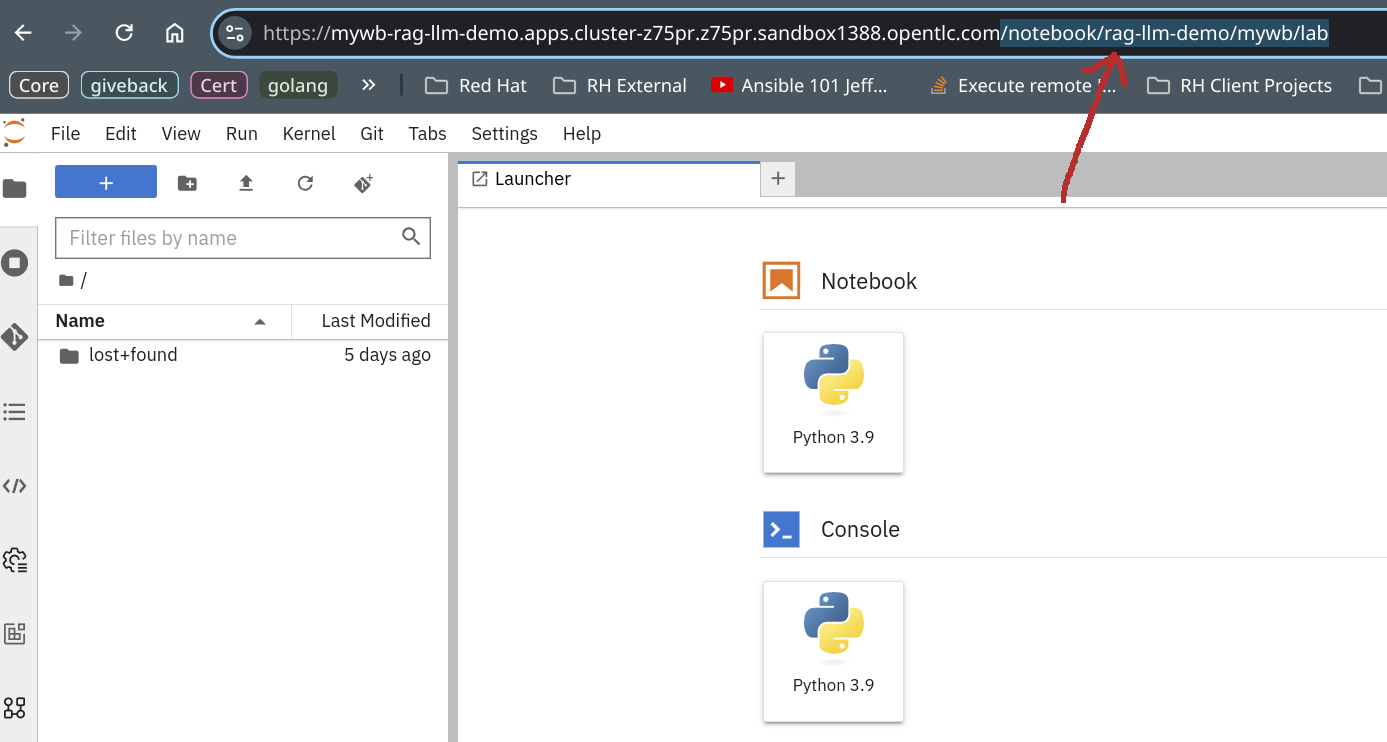 https://mywb-rag-llm-demo.apps.cluster-z75pr.z75pr.sandbox1388.opentlc.com/notebook/rag-llm-demo/mywb/lab
Core giveback Cert golang » Red Hat RH External Ansible 101 Jeff... Execute remote ... RH Client Projects
File Edit View Run Kernel Git Tabs Settings Help
+ Launcher +
Filter files by name
/
Name Last Modified
lost+found 5 days ago
Notebook
Python 3.9
Console
Python 3.9